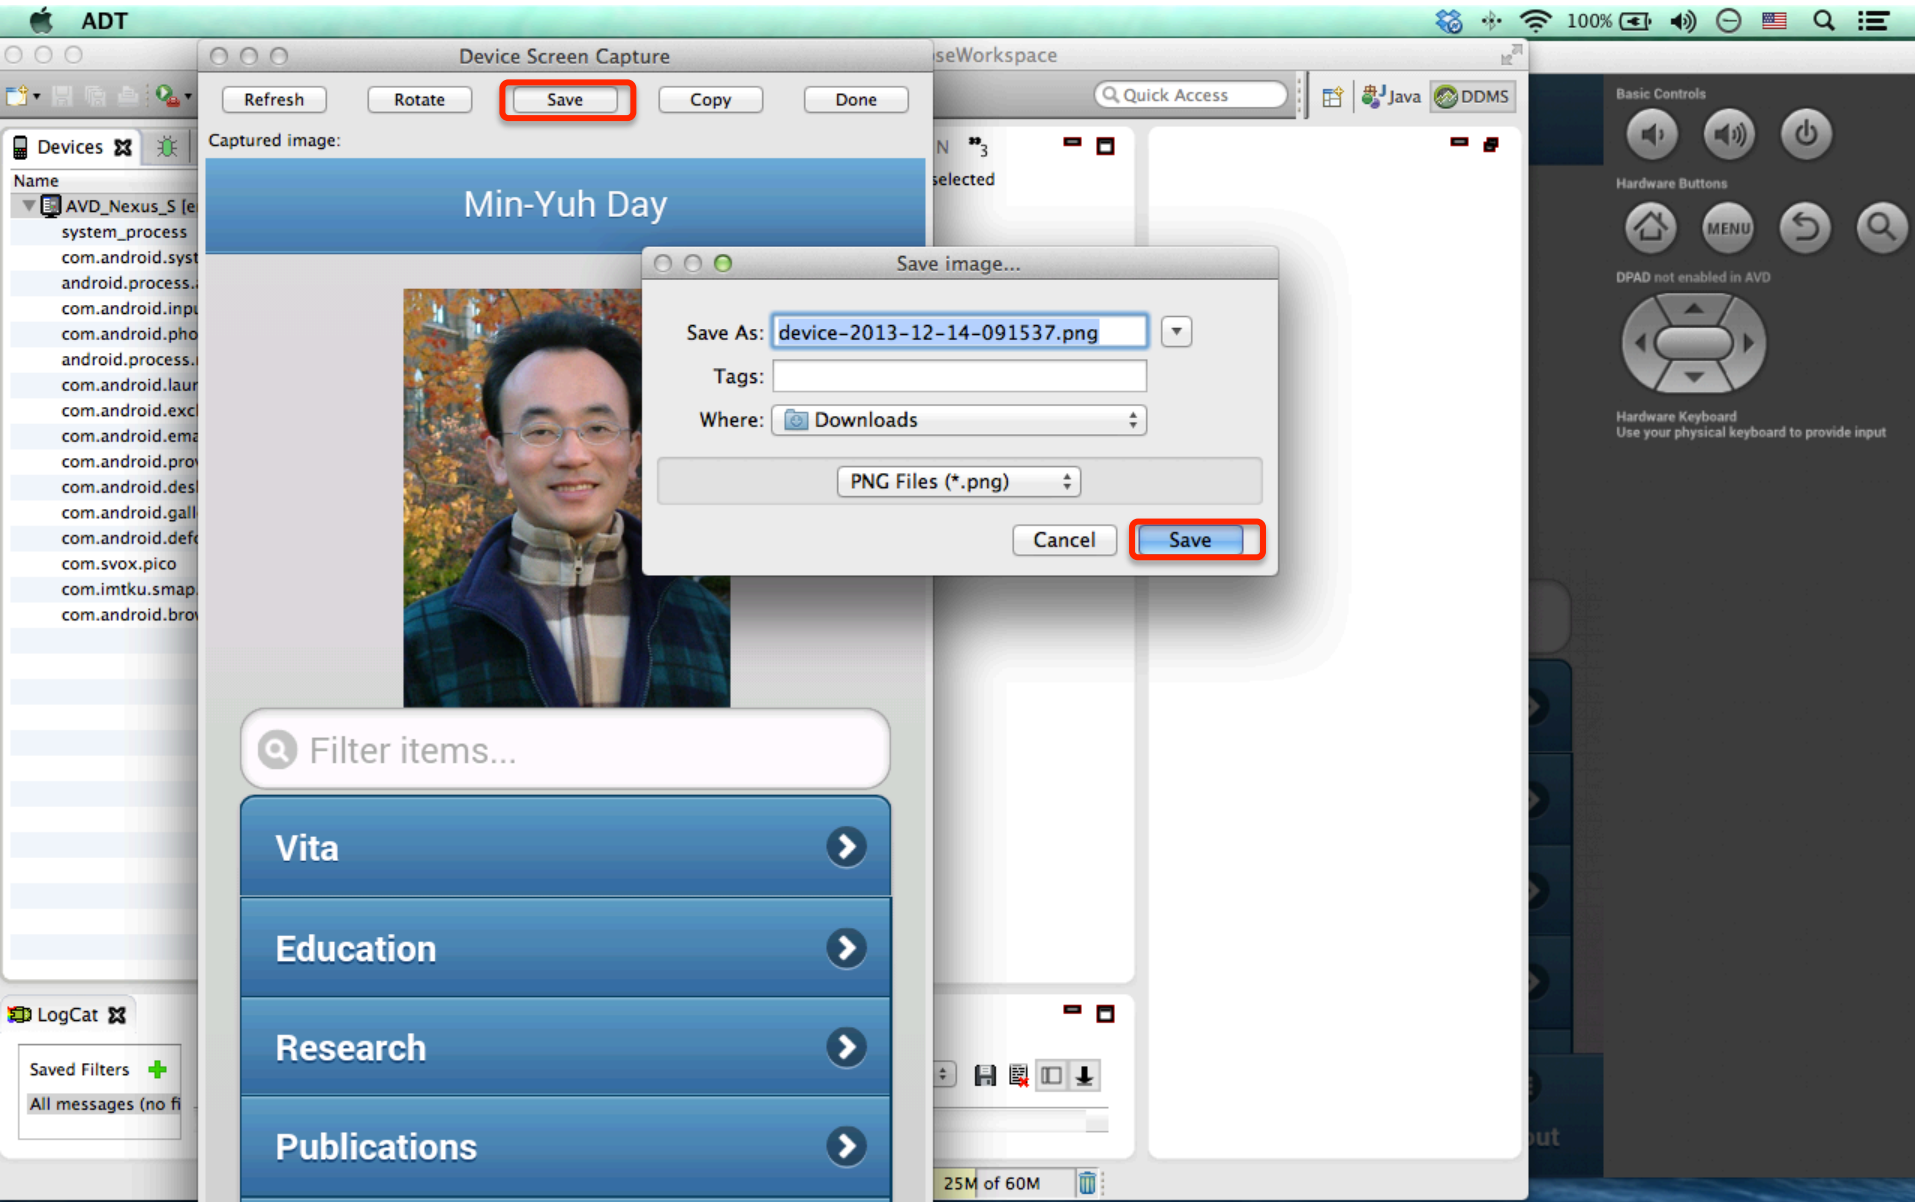 ADT
100%
Device Screen Capture
seWorkspace
Refresh
Rotate
Save
Copy
Done
Quick Access
Java
DDMS
Captured image:
Devices
Name
AVD_Nexus_S [e
system_process
com.android.syst
android.process.
com.android.inpu
com.android.pho
android.process.
com.android.laur
com.android.excl
com.android.ema
com.android.prov
com.android.desl
com.android.gall
com.android.defc
com.svox.pico
com.imtku.smap.
com.android.brov
N
3
selected
Min-Yuh Day
Save image...
Save As: device-2013-12-14-091537.png
Tags:
Where: Downloads
PNG Files (*.png)
Cancel
Save
Filter items...
Vita
Education
Research
Publications
LogCat
Saved Filters
All messages (no fi
25M of 60M
Basic Controls
Hardware Buttons
MENU
DPAD not enabled in AVD
Hardware Keyboard
Use your physical keyboard to provide input
out